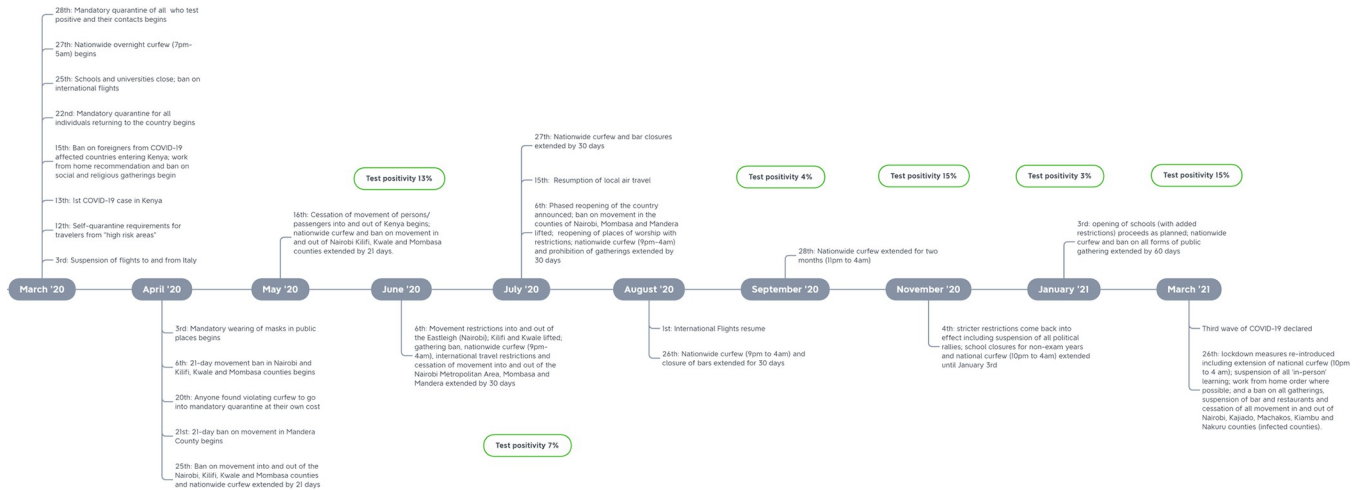 28th: Mandatory quarantine of all who test
positive and their contacts begins
27th: Nationwide overnight curfew (7pm-
5am) begins
25th: Schools and universities close; ban on
international flights
22nd: Mandatory quarantine for all
individuals returning to the country begins
15th: Ban on foreigners from COVID-19
affected countries entering Kenya; work
from home recommendation and ban on
social and religious gatherings begin
13th: 1st COVID-19 case in Kenya
12th: Self-quarantine requirements for
travelers from "high risk areas"
3rd: Suspension of flights to and from Italy
Test positivity 13%
16th: Cessation of movement of persons/
passengers into and out of Kenya begins;
nationwide curfew and ban on movement in
and out of Nairobi Kilifi, Kwale and Mombasa
counties extended by 21 days.
27th: Nationwide curfew and bar closures
extended by 30 days
15th: Resumption of local air travel
6th: Phased reopening of the country
announced; ban on movement in the
counties of Nairobi, Mombasa and Mandera
lifted; reopening of places of worship with
restrictions; nationwide curfew (9pm-4am)
and prohibition of gatherings extended by
30 days
Test positivity 4%
28th: Nationwide curfew extended for two
months (11pm to 4am)
Test positivity 15%
Test positivity 3%
3rd: opening of schools (with added
restrictions) proceeds as planned; nationwide
curfew and ban on all forms of public
gathering extended by 60 days
Test positivity 15%
March '20
April '20
May '20
June '20
July '20
August '20
September '20
November '20
January '21
March '21
3rd: Mandatory wearing of masks in public
places begins
6th: 21-day movement ban in Nairobi and
Kilifi, Kwale and Mombasa counties begins
20th: Anyone found violating curfew to go
into mandatory quarantine at their own cost
21st: 21-day ban on movement in Mandera
County begins
25th: Ban on movement into and out of the
Nairobi, Kilifi, Kwale and Mombasa counties
and nationwide curfew extended by 21 days
6th: Movement restrictions into and out of
the Eastleigh (Nairobi); Kilifi and Kwale lifted;
gathering ban, nationwide curfew (9pm-
4am), international travel restrictions and
cessation of movement into and out of the
Nairobi Metropolitan Area, Mombasa and
Mandera extended by 30 days
Test positivity 7%
1st: International Flights resume
26th: Nationwide curfew (9pm to 4am) and
closure of bars extended for 30 days
4th: stricter restrictions come back into
effect including suspension of all political
rallies; school closures for non-exam years
and national curfew (10pm to 4am) extended
until January 3rd
Third wave of COVID-19 declared
26th: lockdown measures re-introduced
including extension of national curfew (10pm
to 4 am); suspension of all 'in-person'
learning; work from home order where
possible; and a ban on all gatherings,
suspension of bar and restaurants and
cessation of all movement in and out of
Nairobi, Kajiado, Machakos, Kiambu and
Nakuru counties (infected counties).